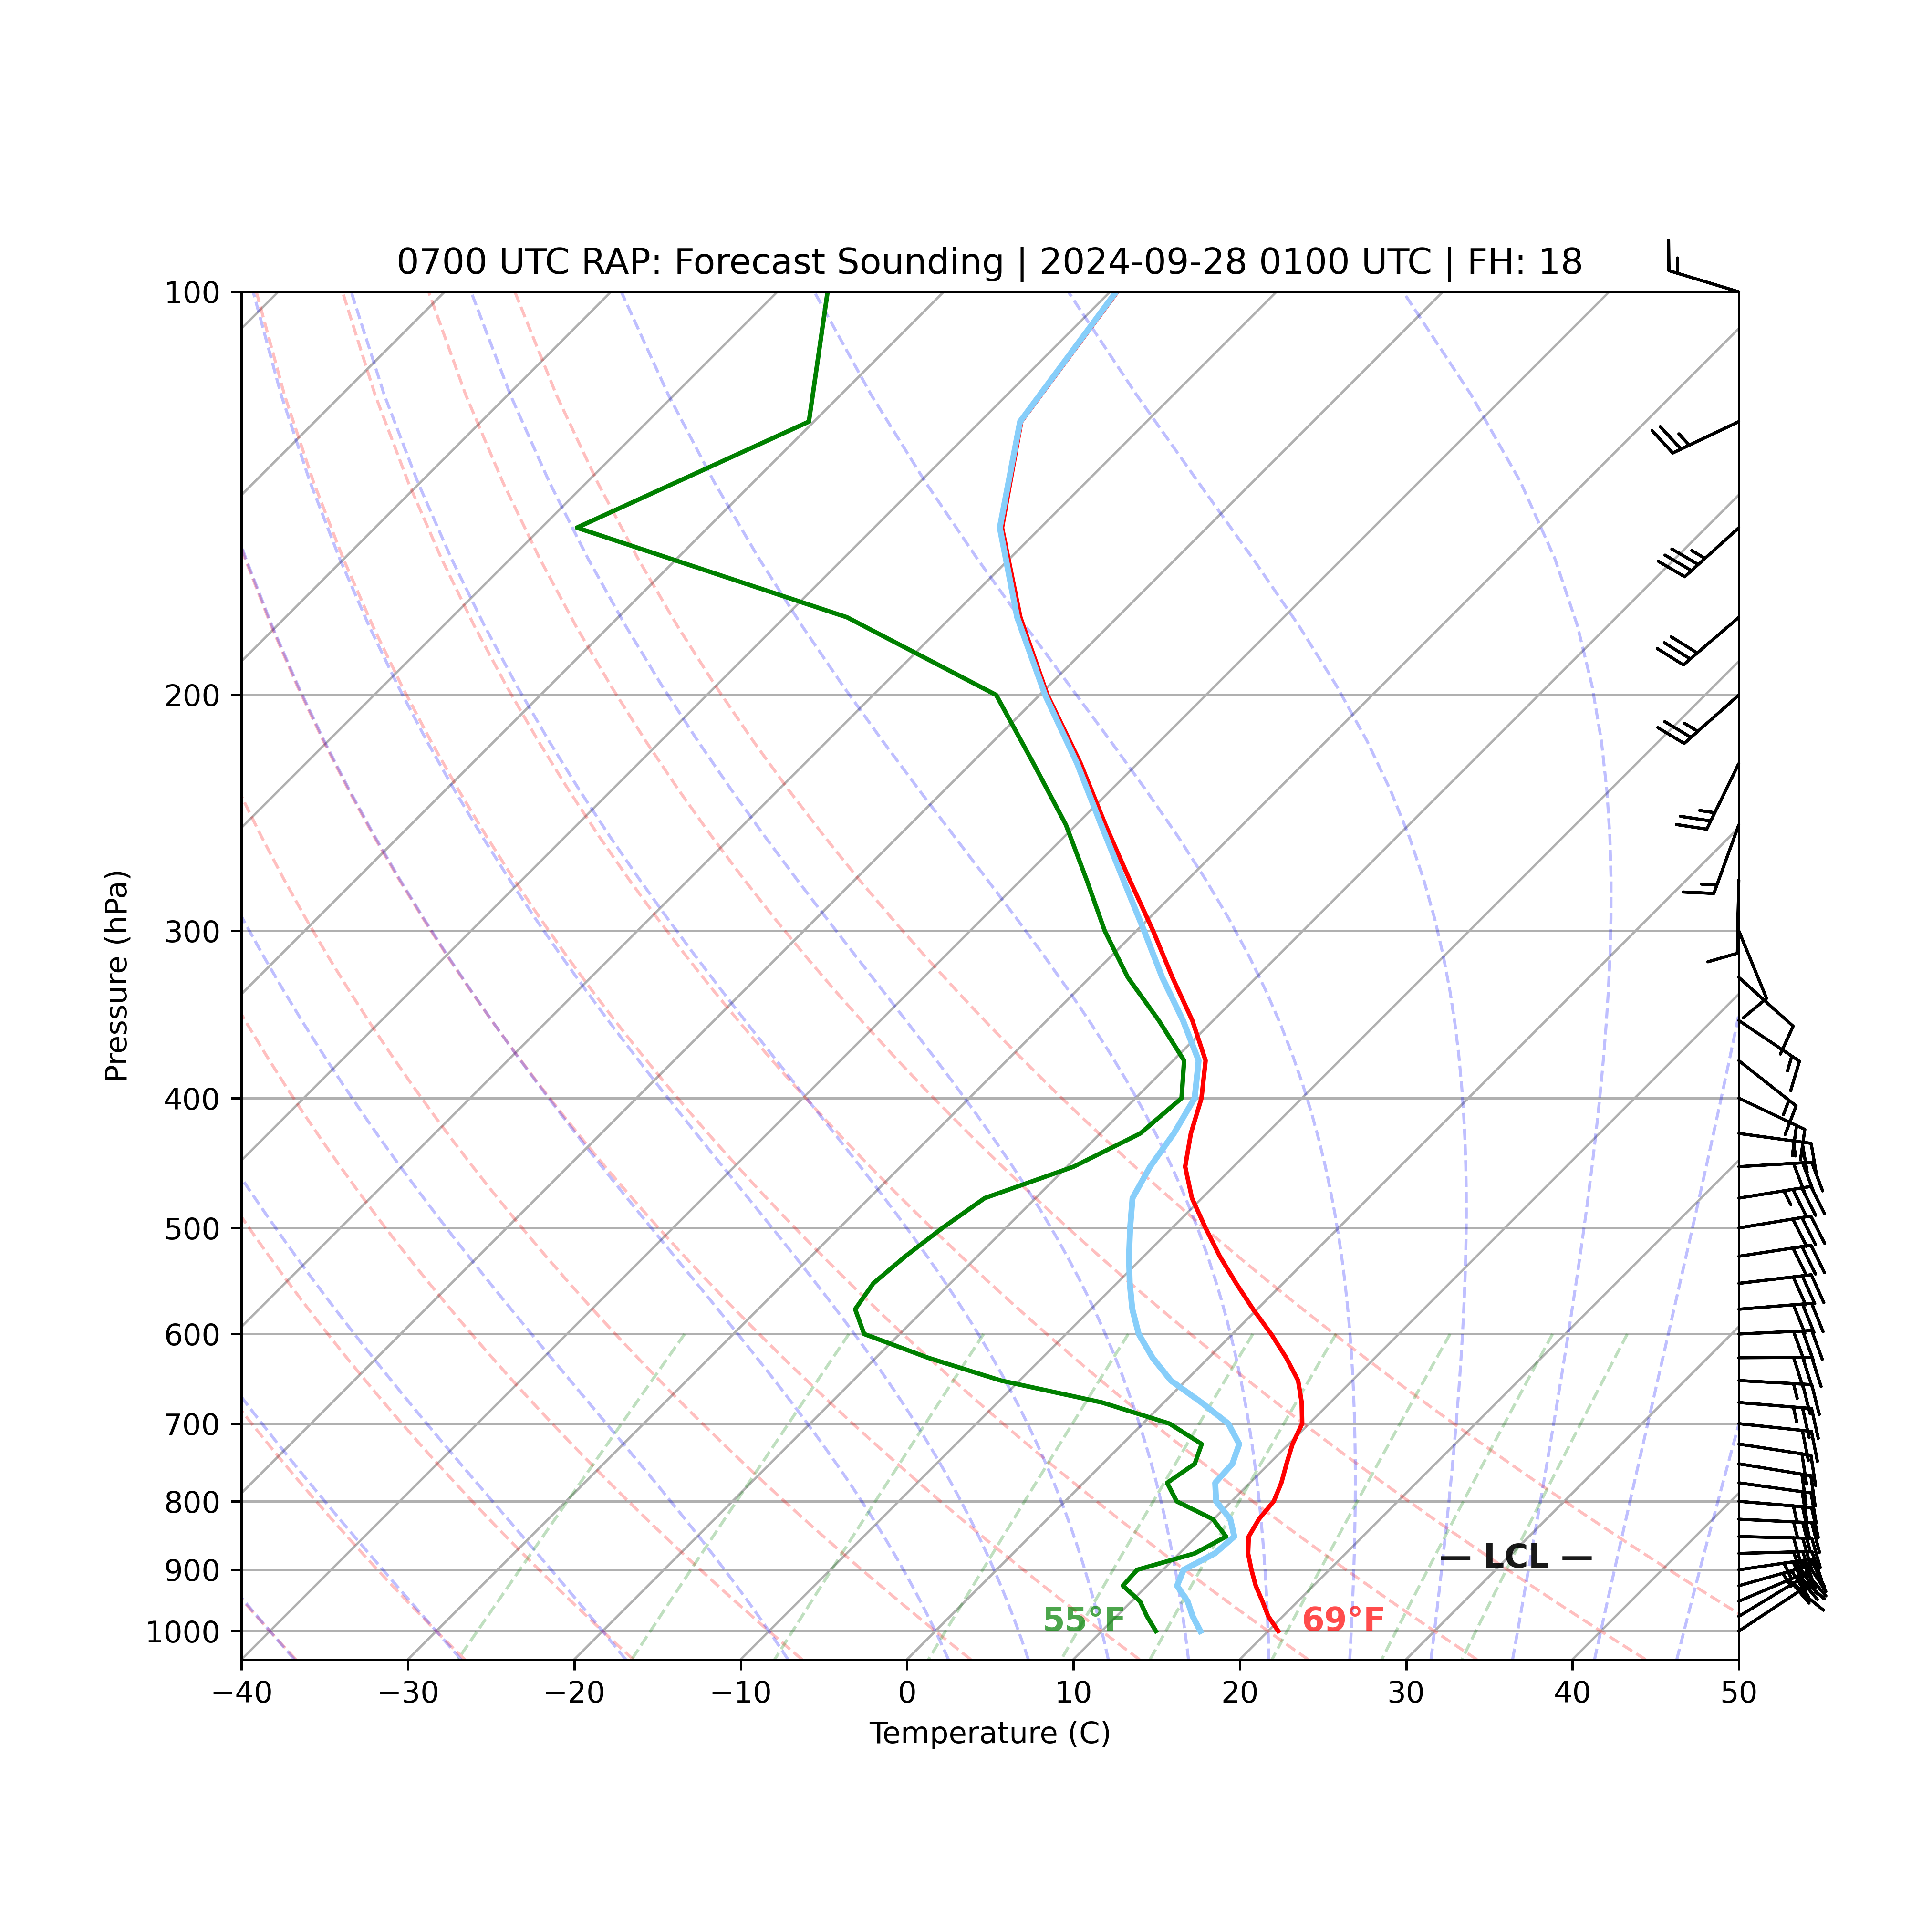 0700 UTC RAP: Forecast Sounding | 2024-09-28 0100 UTC | FH: 18
100
200
300
400
500
600
700
800
900
1000
Pressure (hPa)
— LCL —
55°F
69°F
−40 −30 −20 −10 0 10 20 30 40 50
Temperature (C)